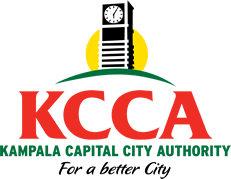 KCCA
KAMPALA CAPITAL CITY AUTHORITY
For a better City